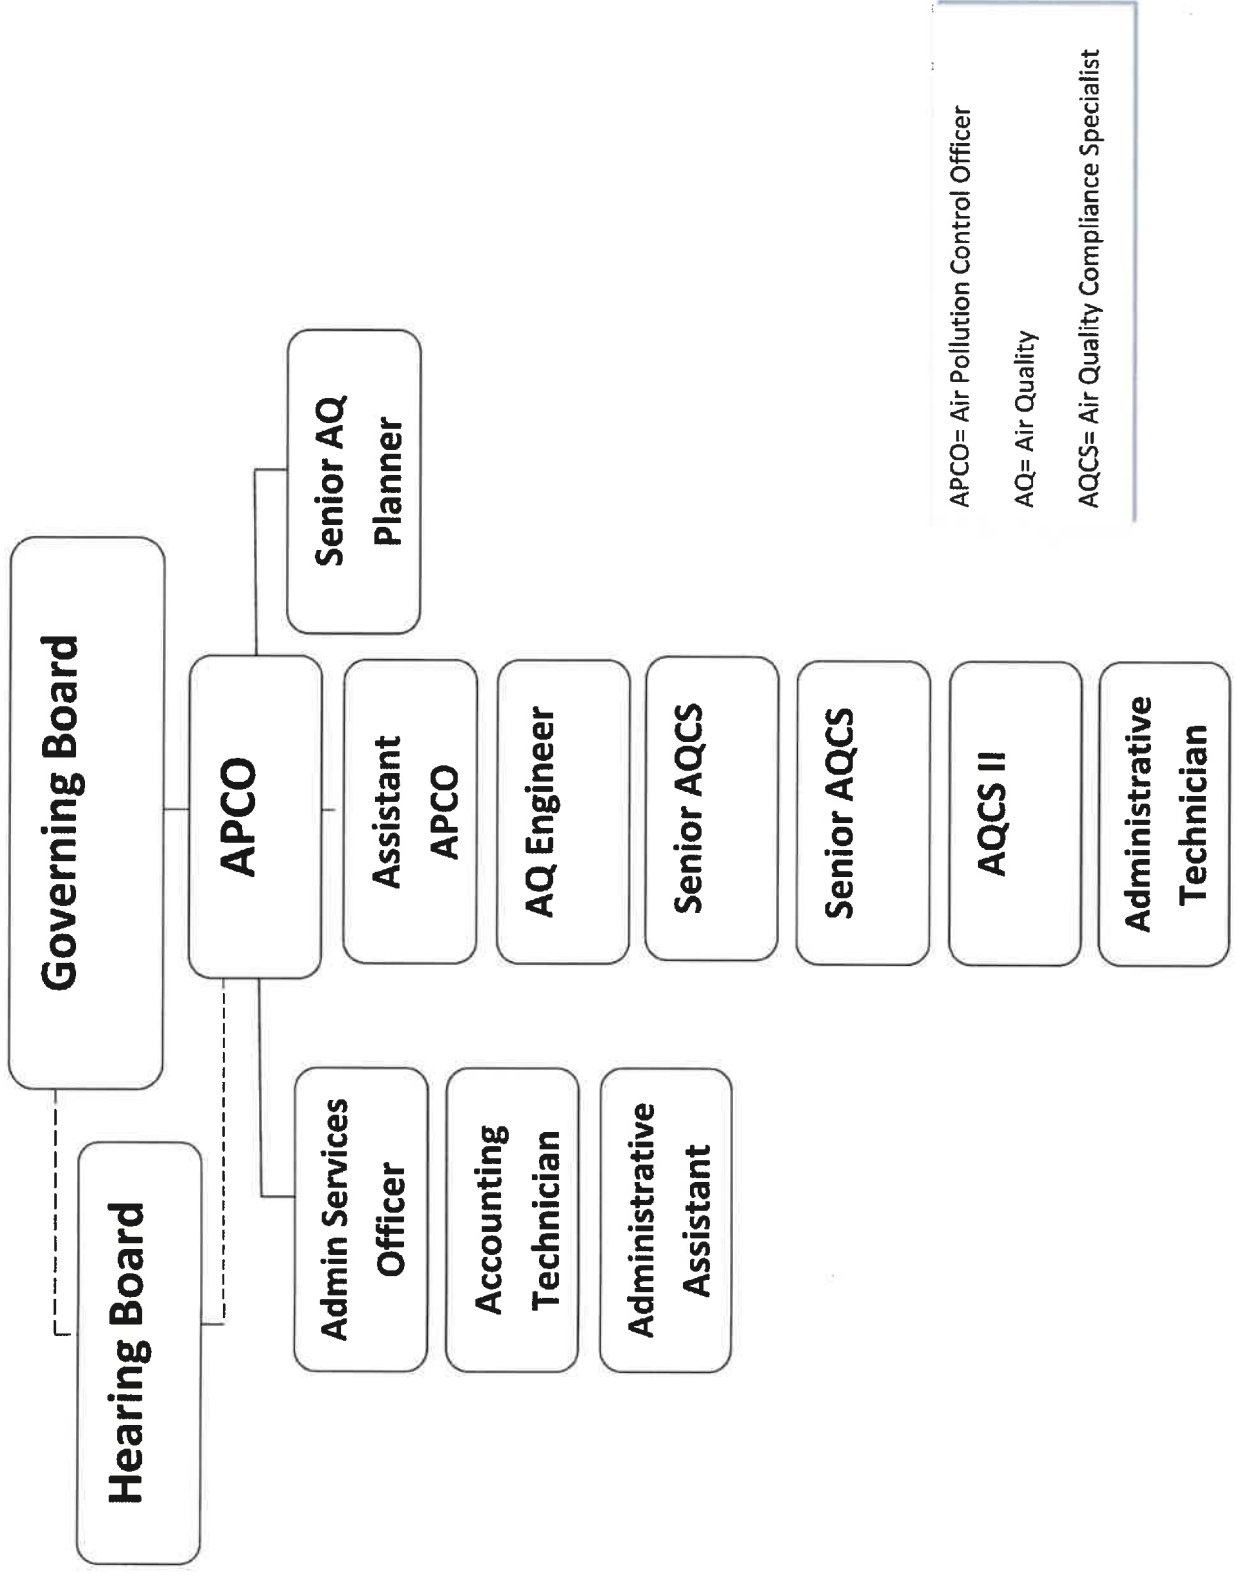 Governing Board
Hearing Board
APCO
Admin Services
Officer
Accounting
Technician
Administrative
Assistant
Assistant
APCO
AQ Engineer
Senior AQCS
Senior AQCS
AQCS II
Administrative
Technician
Senior AQ
Planner
APCO= Air Pollution Control Officer
AQ= Air Quality
AQCS= Air Quality Compliance Specialist